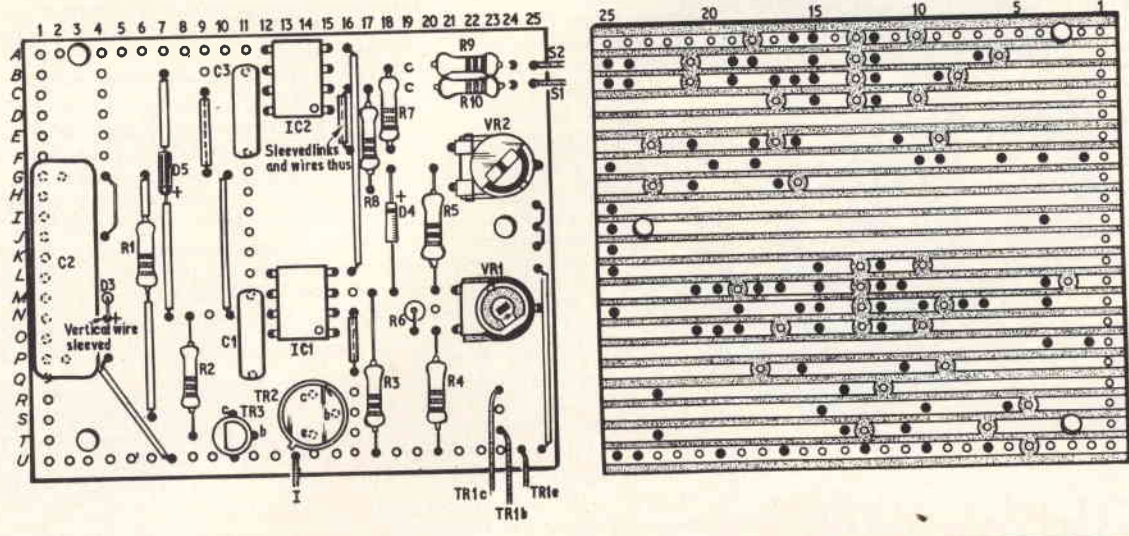 1 2 3 4 5 6 7 8 9 10 11 12 13 14 15 16 17 18 19 20 21 22 23 24 25
A
B
C
D
E
F
G
H
I
J
K
L
M
N
O
P
Q
R
S
T
U
C3
IC2
R9
R10
S2
S1
R7
VR2
Sleeved links
and wires thus
D5
+
R8
+
D4
R5
R1
C2
VR1
D3
+
Vertical wire
sleeved
R6
C1
IC1
R2
R3
R4
TR2
c
b
e
c
TR3
b
I
TR1c
TR1b
TR1e
25 20 15 10 5 1